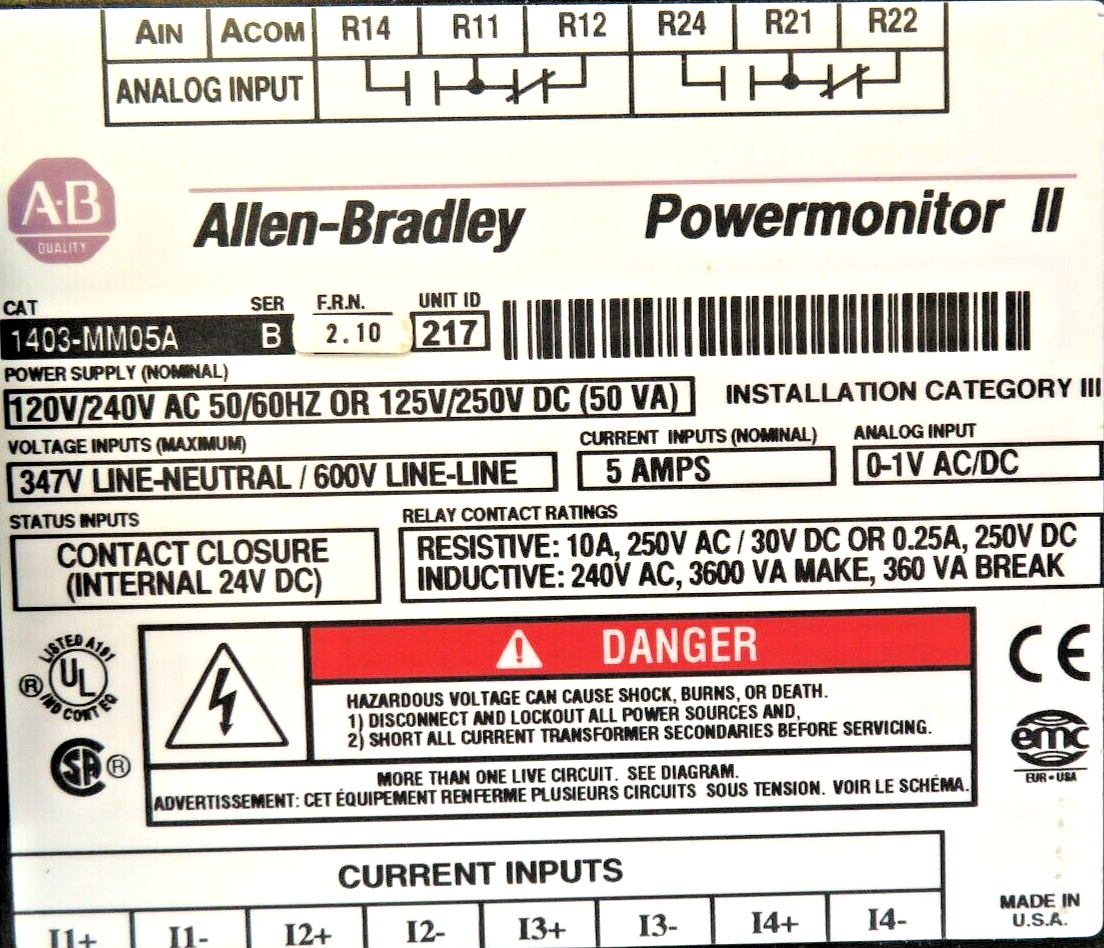 AIN ACOM R14 R11 R12 R24 R21 R22
ANALOG INPUT
A-B
QUALITY
Allen-Bradley Powermonitor II
CAT SER F.R.N. UNIT ID
1403-MM05A B 2.10 217
POWER SUPPLY (NOMINAL)
120V/240V AC 50/60HZ OR 125V/250V DC (50 VA) INSTALLATION CATEGORY III
VOLTAGE INPUTS (MAXIMUM) CURRENT INPUTS (NOMINAL) ANALOG INPUT
347V LINE-NEUTRAL / 600V LINE-LINE 5 AMPS 0-1V AC/DC
STATUS INPUTS RELAY CONTACT RATINGS
CONTACT CLOSURE
(INTERNAL 24V DC)
RESISTIVE: 10A, 250V AC / 30V DC OR 0.25A, 250V DC
INDUCTIVE: 240V AC, 3600 VA MAKE, 360 VA BREAK
LISTED A191
UL ®
IND CONT EQ
SA ®
DANGER
HAZARDOUS VOLTAGE CAN CAUSE SHOCK, BURNS, OR DEATH.
1) DISCONNECT AND LOCKOUT ALL POWER SOURCES AND,
2) SHORT ALL CURRENT TRANSFORMER SECONDARIES BEFORE SERVICING.
MORE THAN ONE LIVE CIRCUIT. SEE DIAGRAM.
ADVERTISSEMENT: CET ÉQUIPEMENT RENFERME PLUSIEURS CIRCUITS SOUS TENSION. VOIR LE SCHÉMA.
CE
emc
EUR • USA
CURRENT INPUTS
I1+ I1- I2+ I2- I3+ I3- I4+ I4-
MADE IN
U.S.A.